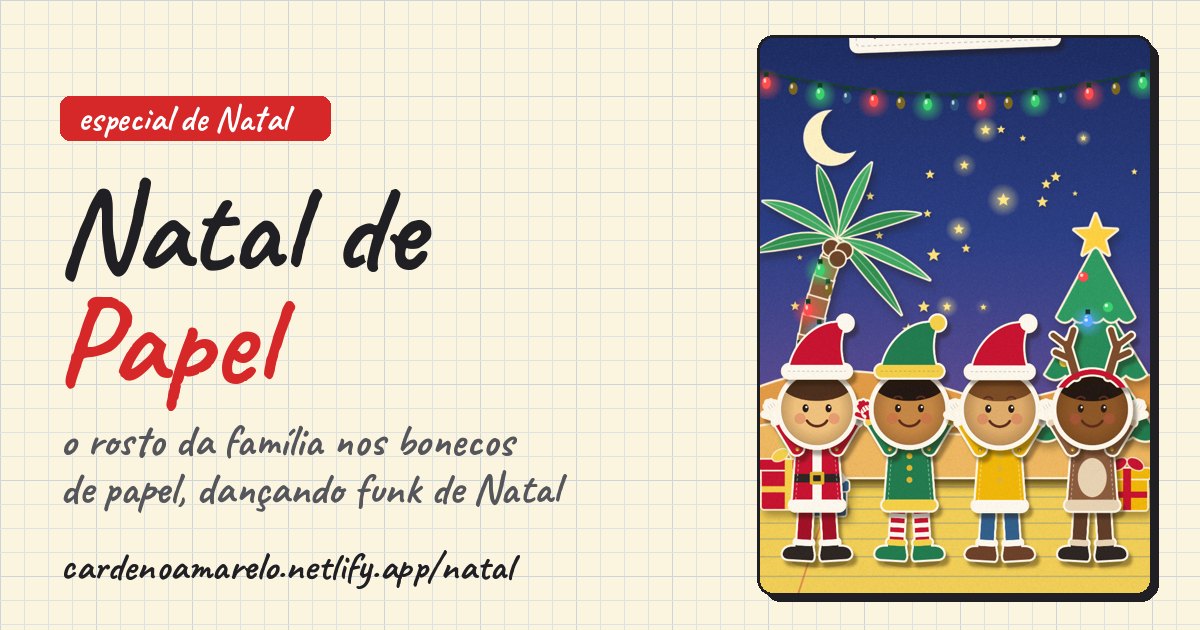 especial de Natal
Natal de
Papel
o rosto da família nos bonecos
de papel, dançando funk de Natal
cardenoamarelo.netlify.app/natal